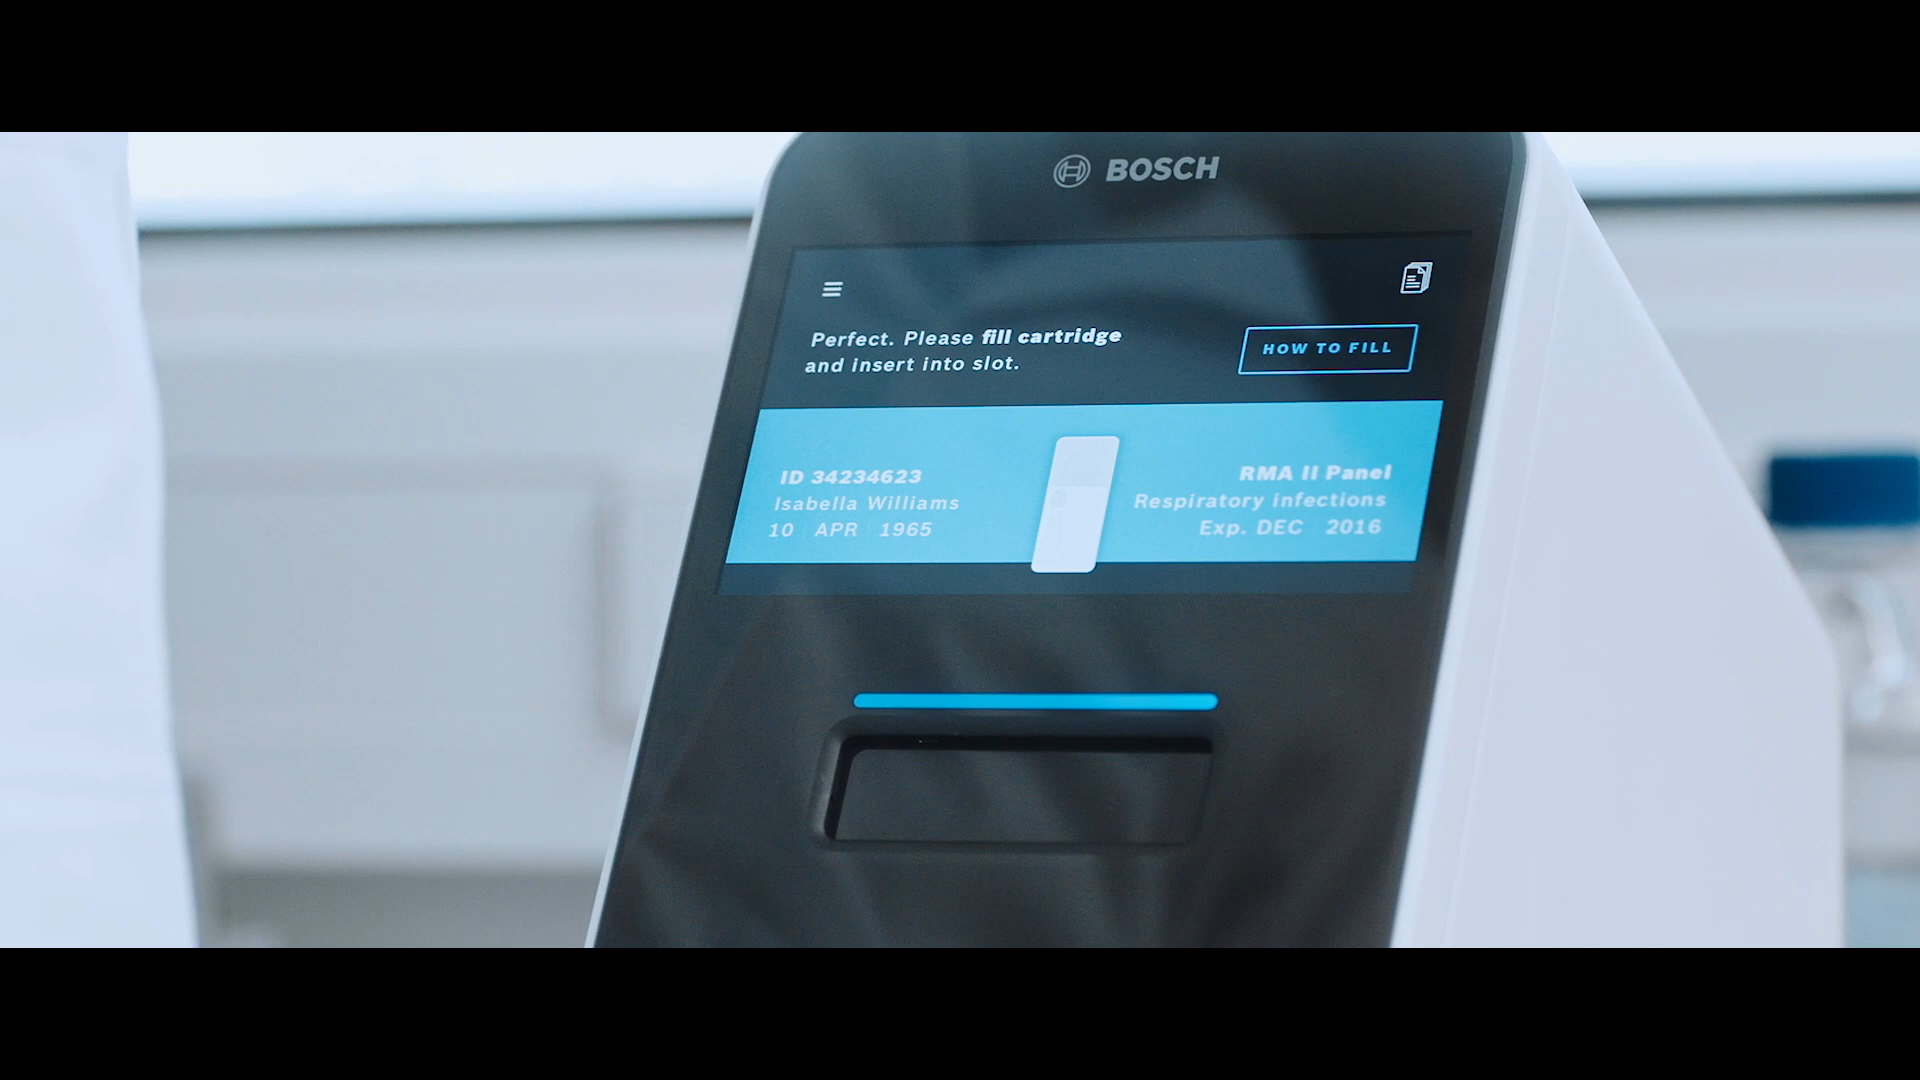 BOSCH
Perfect. Please fill cartridge
and insert into slot.
HOW TO FILL
ID 34234623
Isabella Williams
10 APR 1965
RMA II Panel
Respiratory infections
Exp. DEC 2016